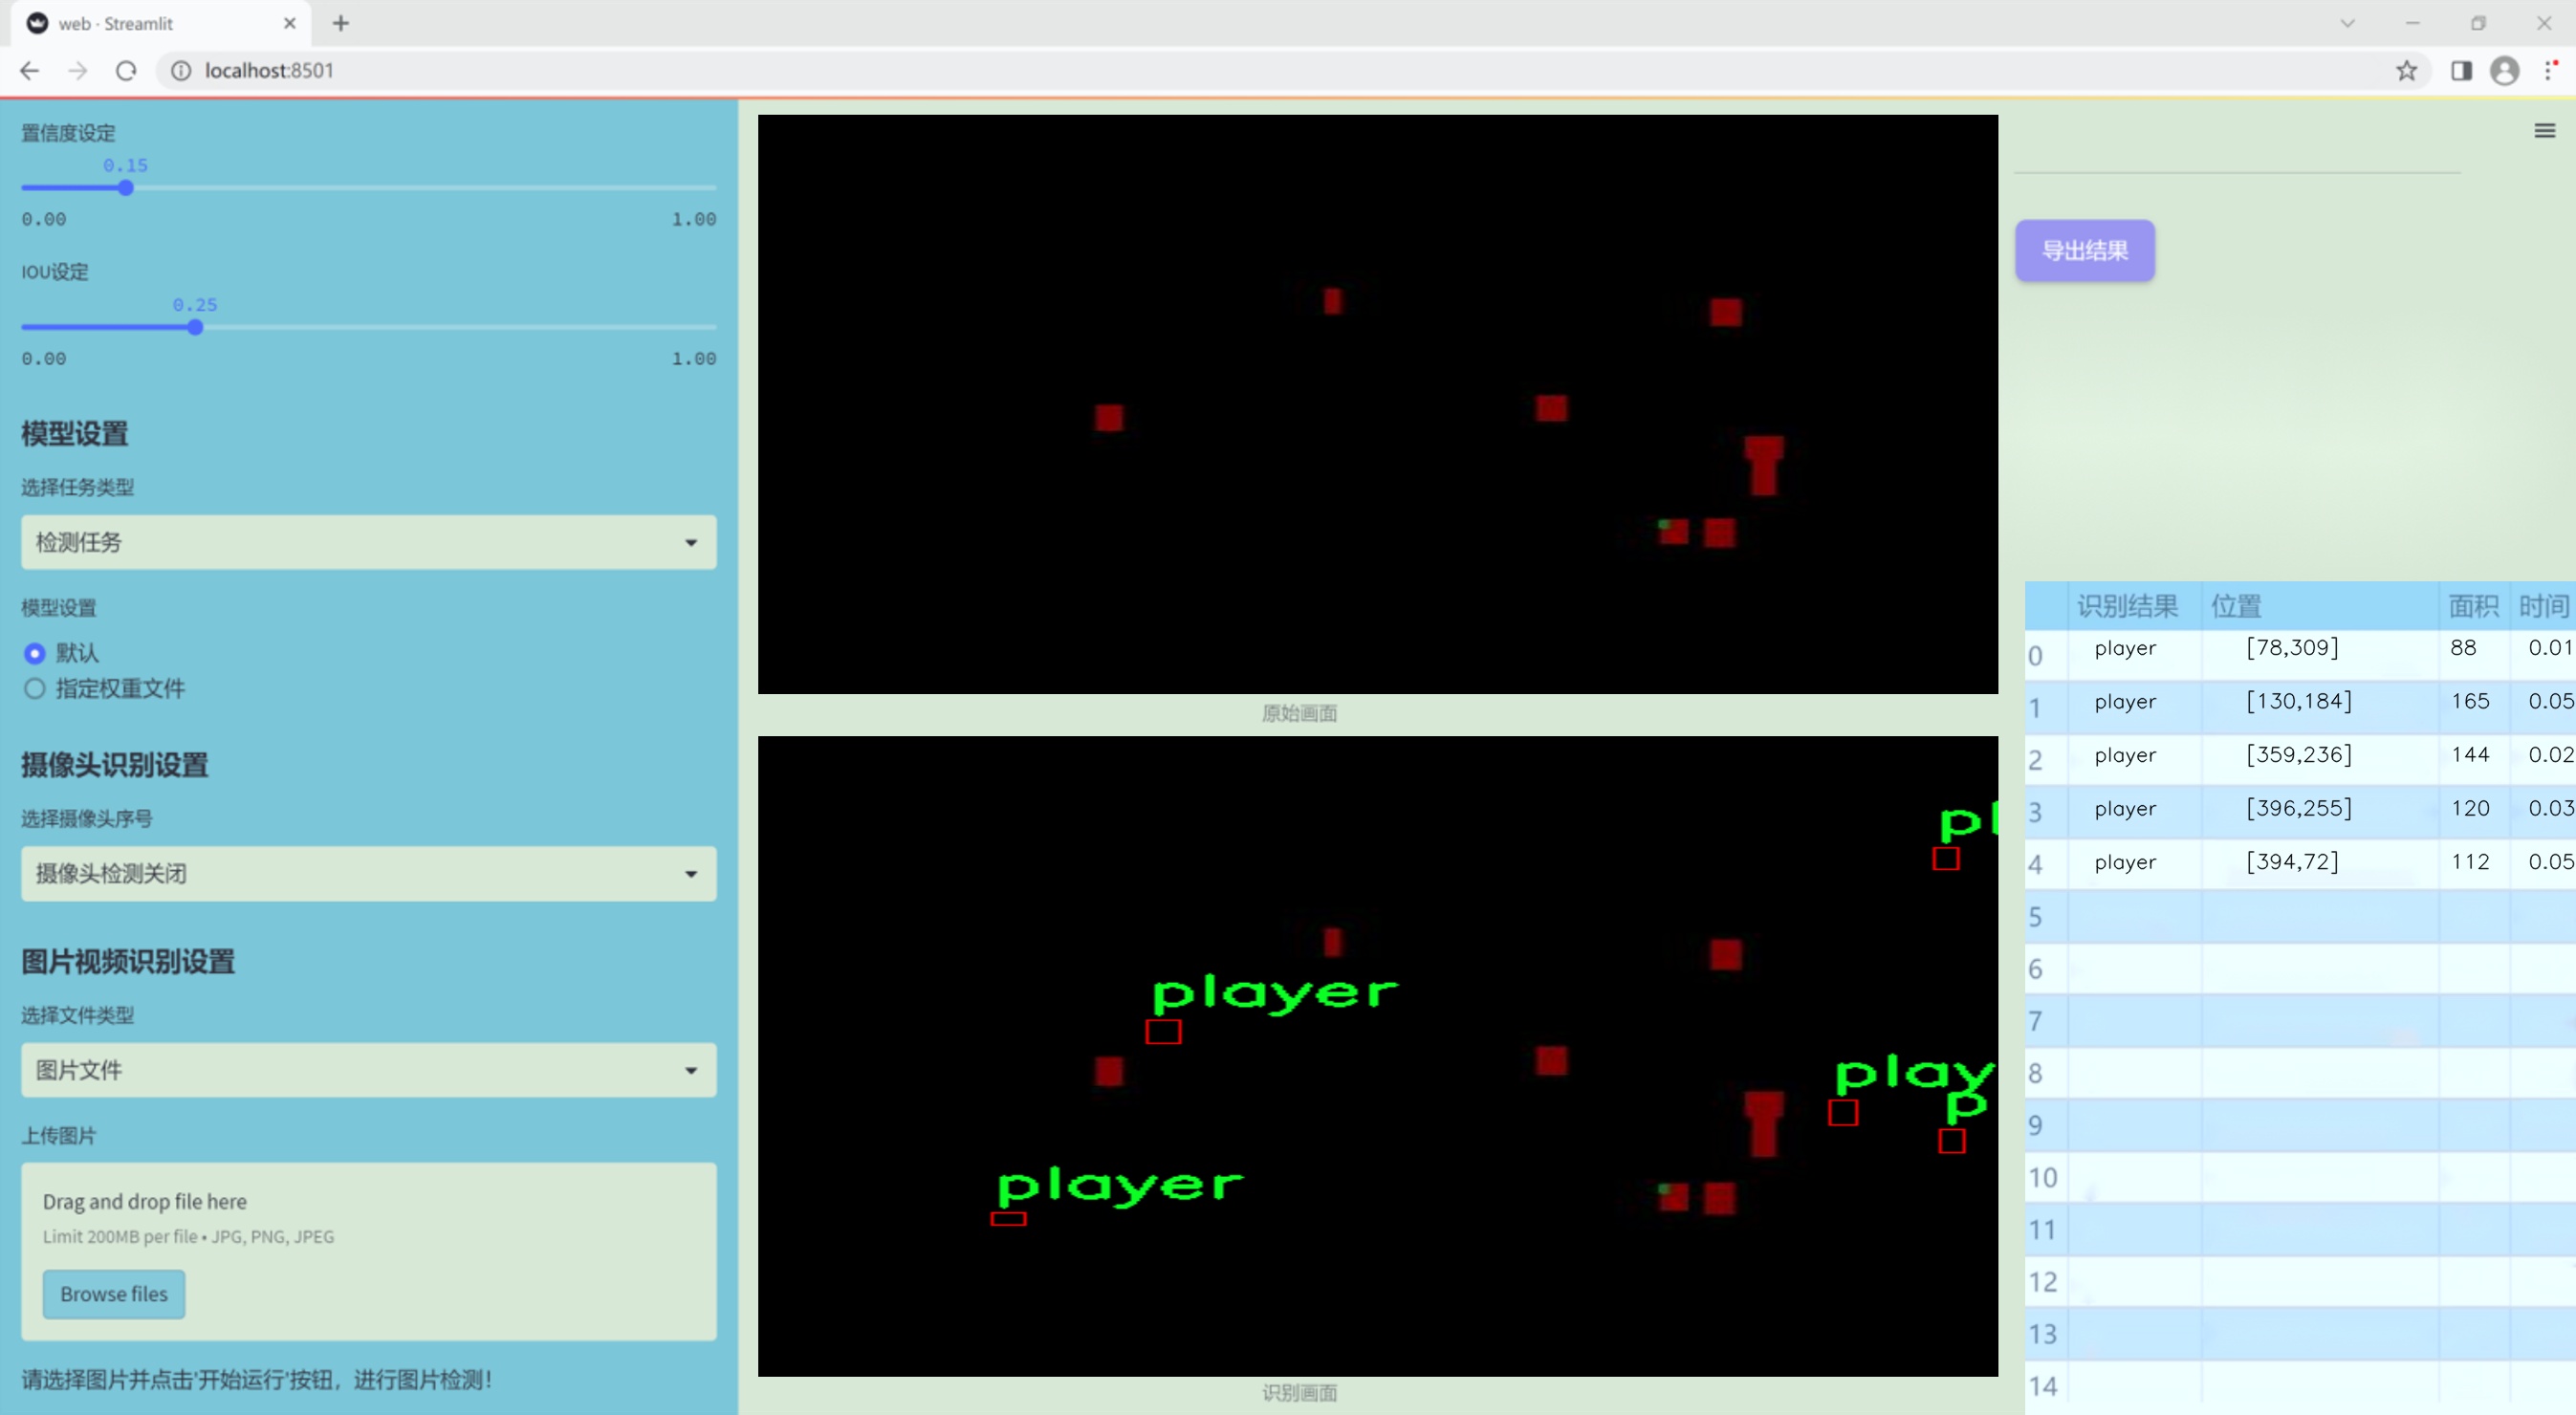 web · Streamlit
localhost:8501
置信度设定
0.15
0.00 1.00
IOU设定
0.25
0.00 1.00
模型设置
选择任务类型
检测任务
模型设置
默认
指定权重文件
摄像头识别设置
选择摄像头序号
摄像头检测关闭
图片视频识别设置
选择文件类型
图片文件
上传图片
Drag and drop file here
Limit 200MB per file • JPG, PNG, JPEG
Browse files
请选择图片并点击'开始运行'按钮，进行图片检测！
原始画面
pl
player
play
p
player
识别画面
导出结果
识别结果 位置 面积 时间
0 player [78,309] 88 0.01
1 player [130,184] 165 0.05
2 player [359,236] 144 0.02
3 player [396,255] 120 0.03
4 player [394,72] 112 0.05
5
6
7
8
9
10
11
12
13
14